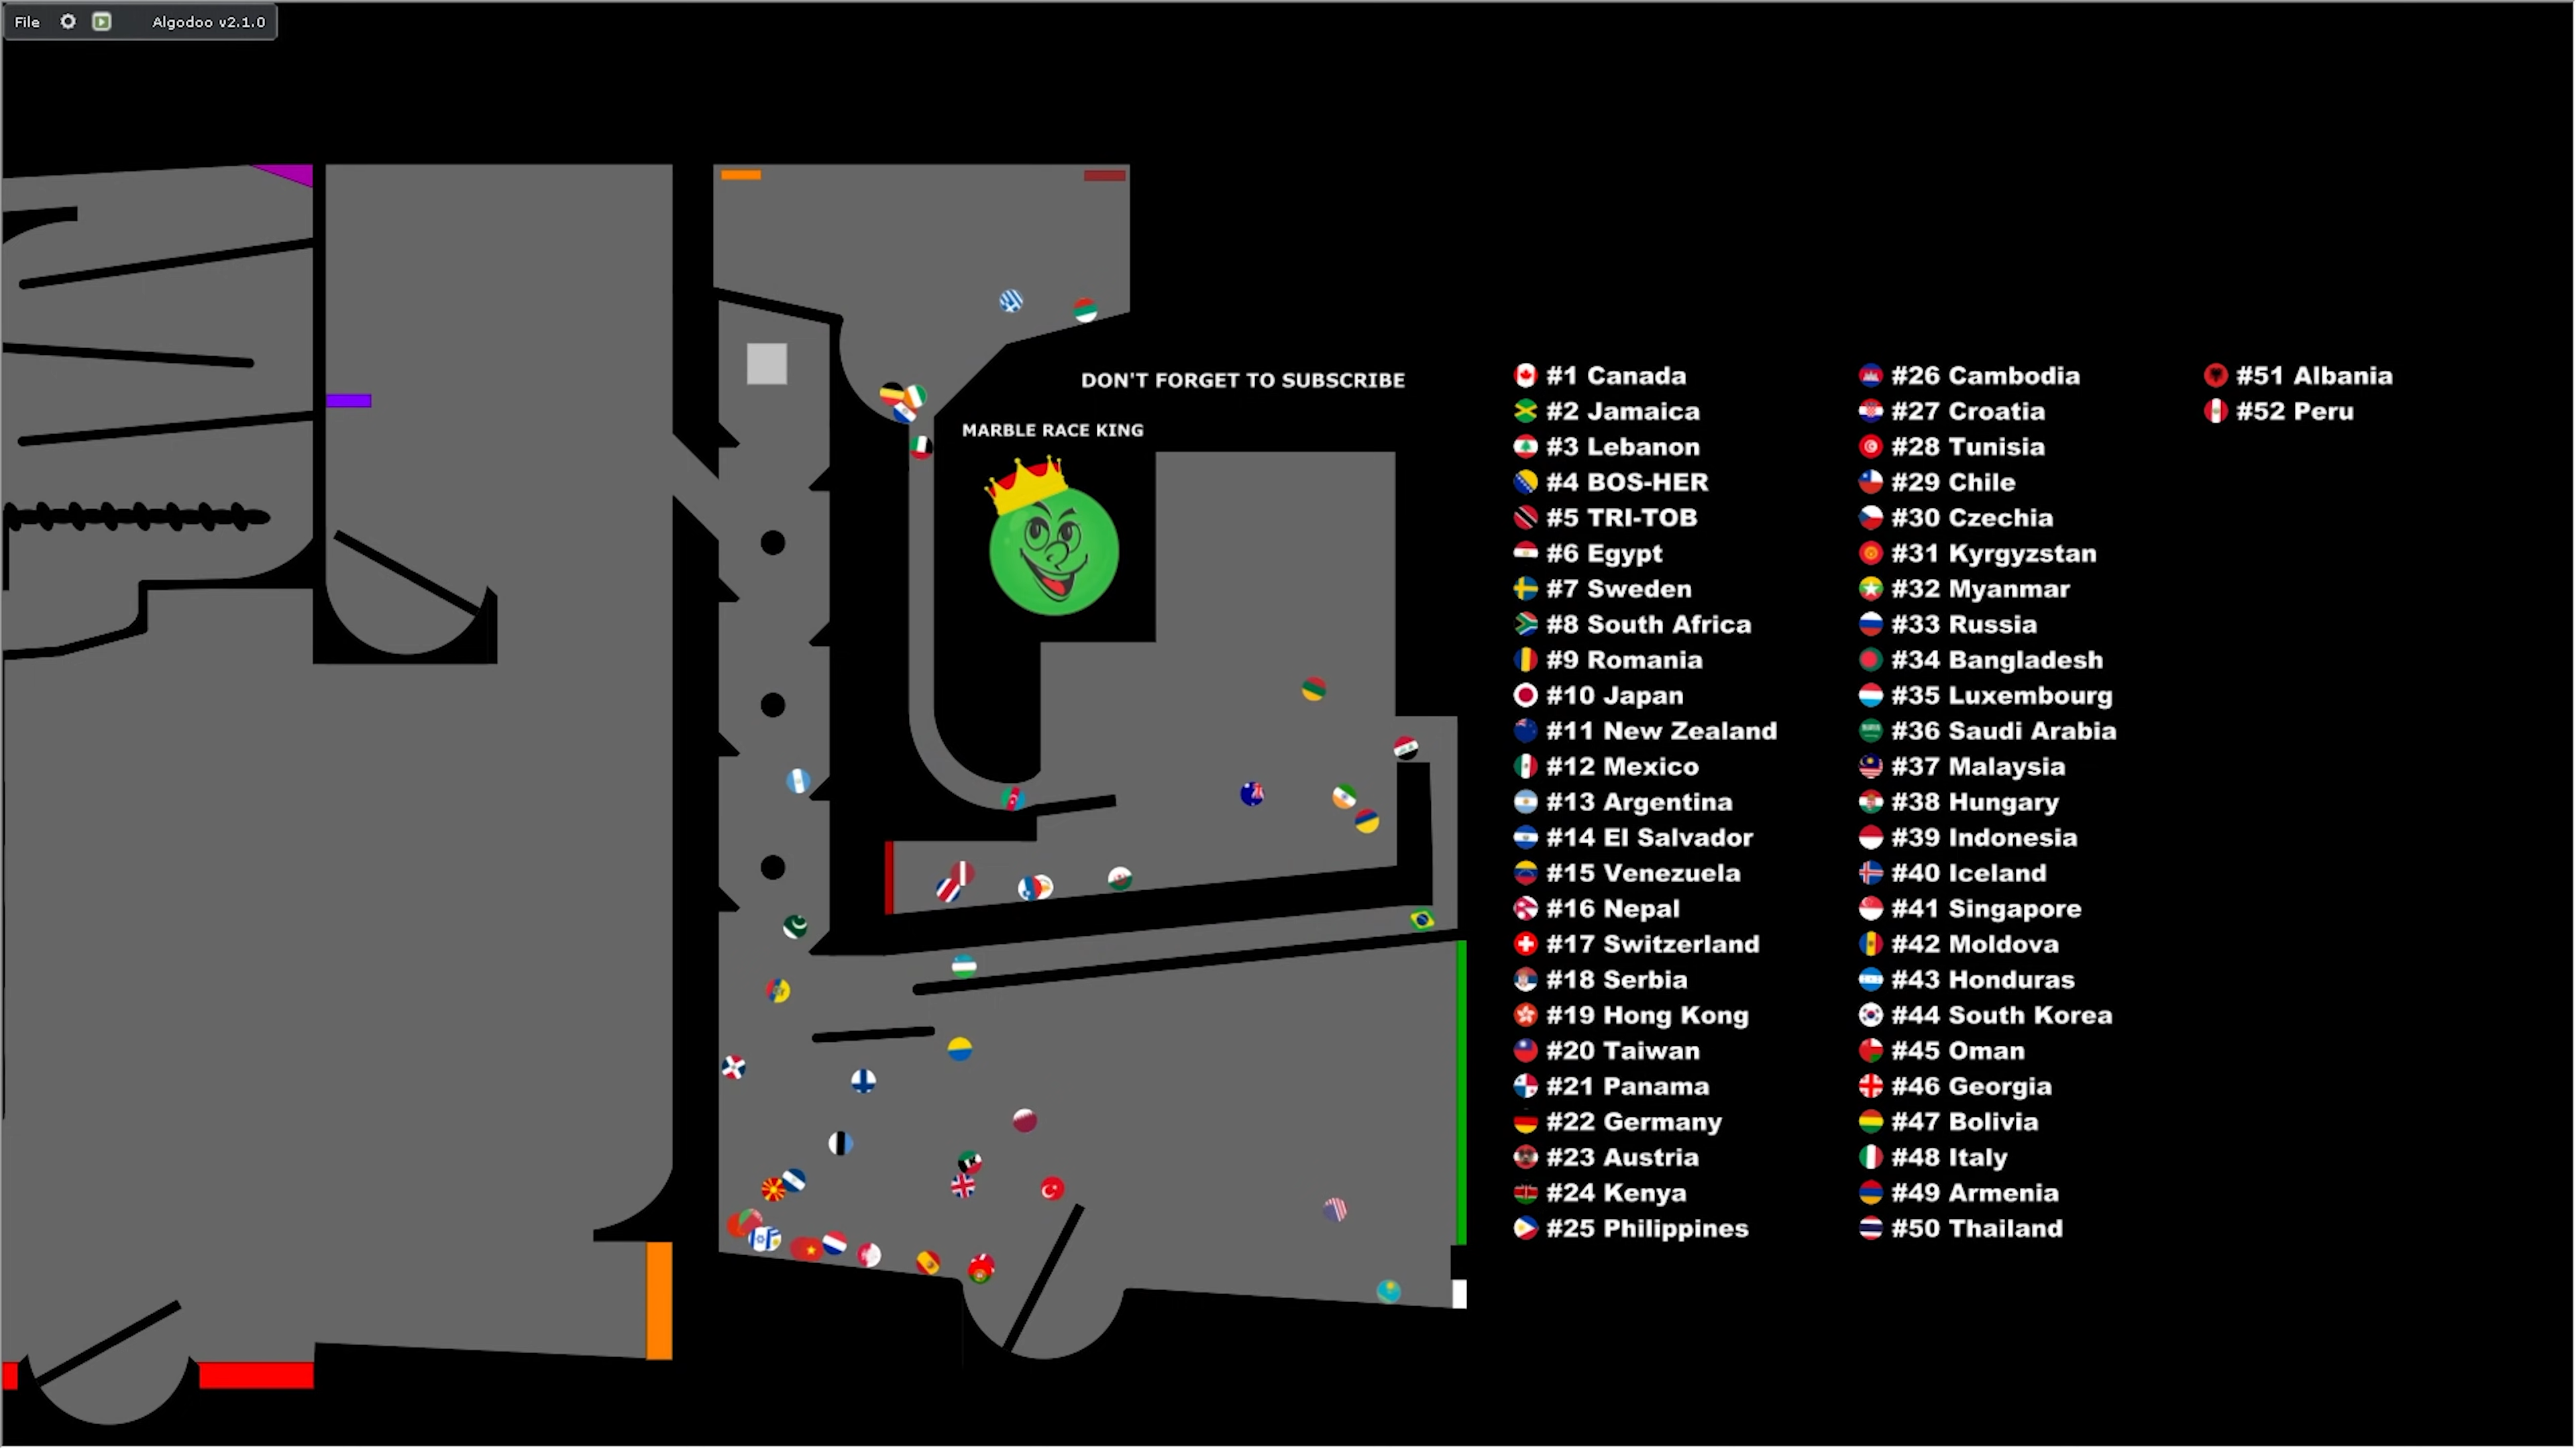 File
Algodoo v2.1.0
DON'T FORGET TO SUBSCRIBE
MARBLE RACE KING
#1 Canada
#2 Jamaica
#3 Lebanon
#4 BOS-HER
#5 TRI-TOB
#6 Egypt
#7 Sweden
#8 South Africa
#9 Romania
#10 Japan
#11 New Zealand
#12 Mexico
#13 Argentina
#14 El Salvador
#15 Venezuela
#16 Nepal
#17 Switzerland
#18 Serbia
#19 Hong Kong
#20 Taiwan
#21 Panama
#22 Germany
#23 Austria
#24 Kenya
#25 Philippines
#26 Cambodia
#27 Croatia
#28 Tunisia
#29 Chile
#30 Czechia
#31 Kyrgyzstan
#32 Myanmar
#33 Russia
#34 Bangladesh
#35 Luxembourg
#36 Saudi Arabia
#37 Malaysia
#38 Hungary
#39 Indonesia
#40 Iceland
#41 Singapore
#42 Moldova
#43 Honduras
#44 South Korea
#45 Oman
#46 Georgia
#47 Bolivia
#48 Italy
#49 Armenia
#50 Thailand
#51 Albania
#52 Peru